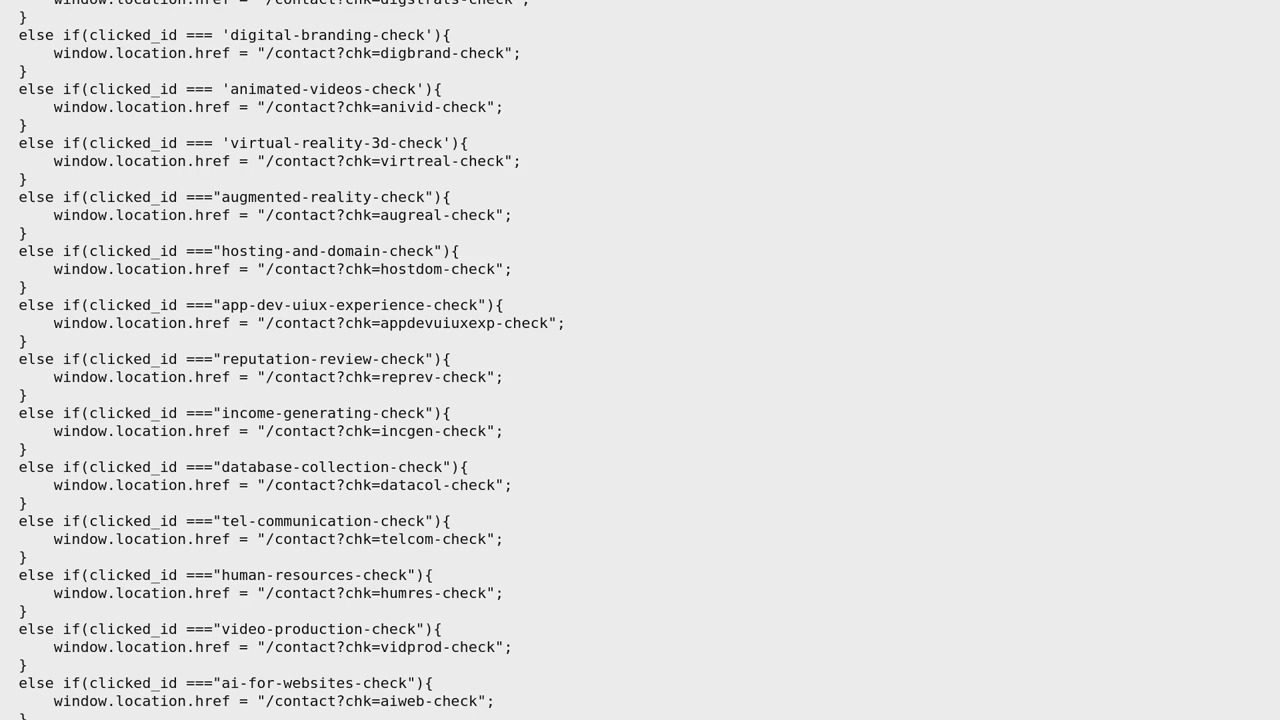 window.location.href = "/contact?chk=digstrats-check";
}
else if(clicked_id === 'digital-branding-check'){
window.location.href = "/contact?chk=digbrand-check";
}
else if(clicked_id === 'animated-videos-check'){
window.location.href = "/contact?chk=anivid-check";
}
else if(clicked_id === 'virtual-reality-3d-check'){
window.location.href = "/contact?chk=virtreal-check";
}
else if(clicked_id ==="augmented-reality-check"){
window.location.href = "/contact?chk=augreal-check";
}
else if(clicked_id ==="hosting-and-domain-check"){
window.location.href = "/contact?chk=hostdom-check";
}
else if(clicked_id ==="app-dev-uiux-experience-check"){
window.location.href = "/contact?chk=appdevuiuxexp-check";
}
else if(clicked_id ==="reputation-review-check"){
window.location.href = "/contact?chk=reprev-check";
}
else if(clicked_id ==="income-generating-check"){
window.location.href = "/contact?chk=incgen-check";
}
else if(clicked_id ==="database-collection-check"){
window.location.href = "/contact?chk=datacol-check";
}
else if(clicked_id ==="tel-communication-check"){
window.location.href = "/contact?chk=telcom-check";
}
else if(clicked_id ==="human-resources-check"){
window.location.href = "/contact?chk=humres-check";
}
else if(clicked_id ==="video-production-check"){
window.location.href = "/contact?chk=vidprod-check";
}
else if(clicked_id ==="ai-for-websites-check"){
window.location.href = "/contact?chk=aiweb-check";
}